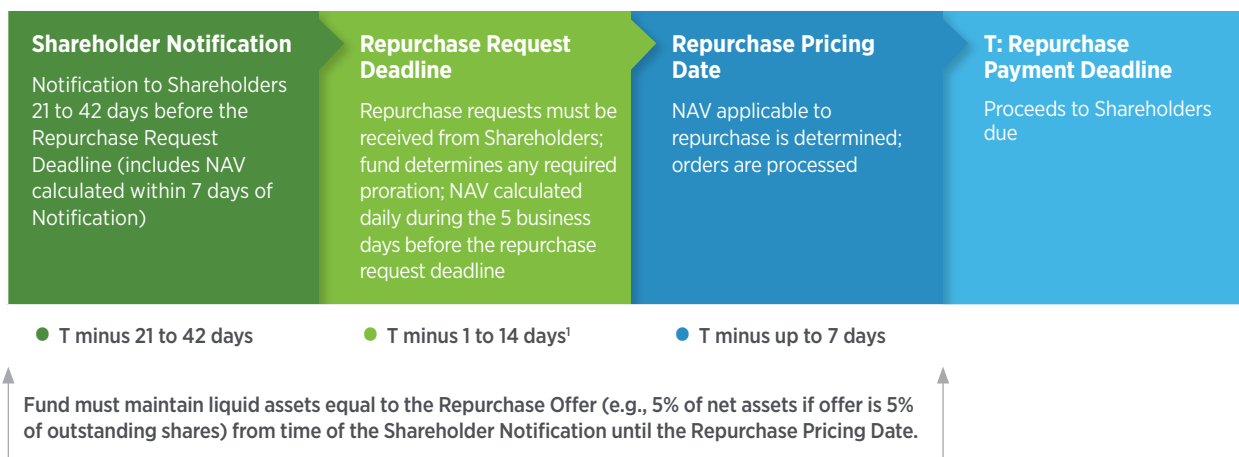 Shareholder Notification
Notification to Shareholders
21 to 42 days before the
Repurchase Request
Deadline (includes NAV
calculated within 7 days of
Notification)
Repurchase Request
Deadline
Repurchase requests must be
received from Shareholders;
fund determines any required
proration; NAV calculated
daily during the 5 business
days before the repurchase
request deadline
Repurchase Pricing
Date
NAV applicable to
repurchase is determined;
orders are processed
T: Repurchase
Payment Deadline
Proceeds to Shareholders
due
T minus 21 to 42 days
T minus 1 to 14 days¹
T minus up to 7 days
Fund must maintain liquid assets equal to the Repurchase Offer (e.g., 5% of net assets if offer is 5%
of outstanding shares) from time of the Shareholder Notification until the Repurchase Pricing Date.